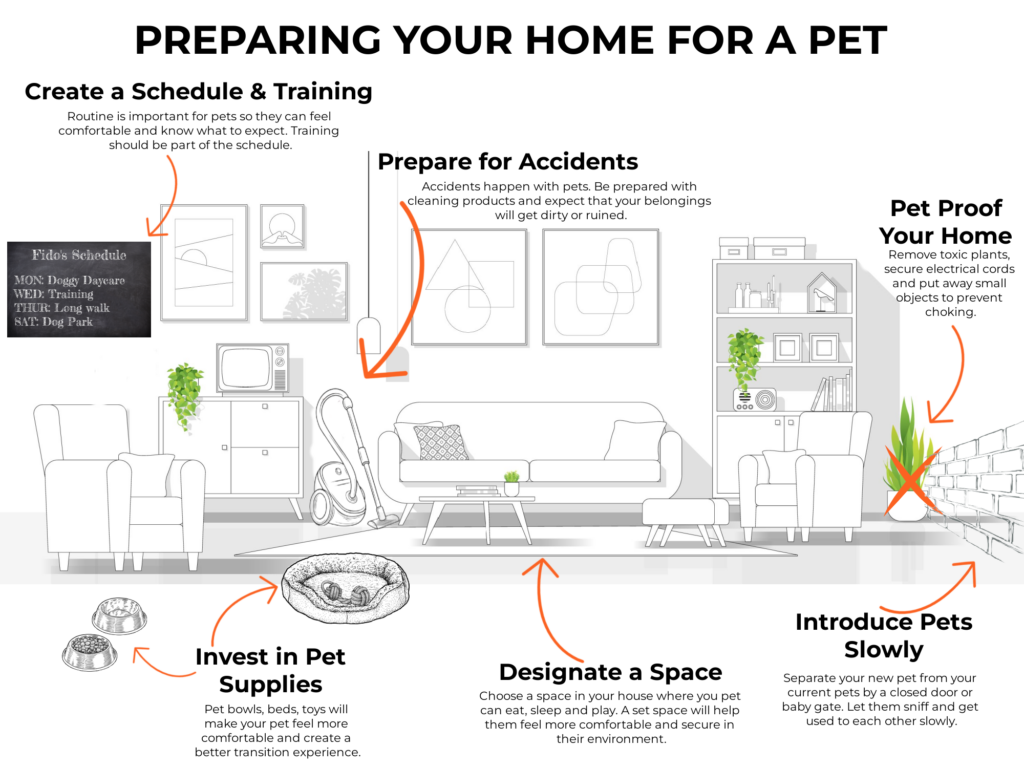 PREPARING YOUR HOME FOR A PET
Create a Schedule & Training
Routine is important for pets so they can feel
comfortable and know what to expect. Training
should be part of the schedule.
Prepare for Accidents
Accidents happen with pets. Be prepared with
cleaning products and expect that your belongings
will get dirty or ruined.
Pet Proof
Your Home
Remove toxic plants,
secure electrical cords
and put away small
objects to prevent
choking.
Fido's Schedule
MON: Doggy Daycare
WED: Training
THUR: Long walk
SAT: Dog Park
Invest in Pet
Supplies
Pet bowls, beds, toys will
make your pet feel more
comfortable and create a
better transition experience.
Designate a Space
Choose a space in your house where you pet
can eat, sleep and play. A set space will help
them feel more comfortable and secure in
their environment.
Introduce Pets
Slowly
Separate your new pet from your
current pets by a closed door or
baby gate. Let them sniff and get
used to each other slowly.